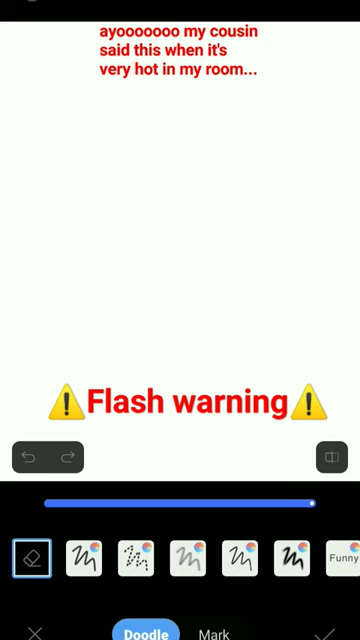 ayooooooo my cousin
said this when it's
very hot in my room...
⚠️Flash warning⚠️
Funny
Doodle
Mark